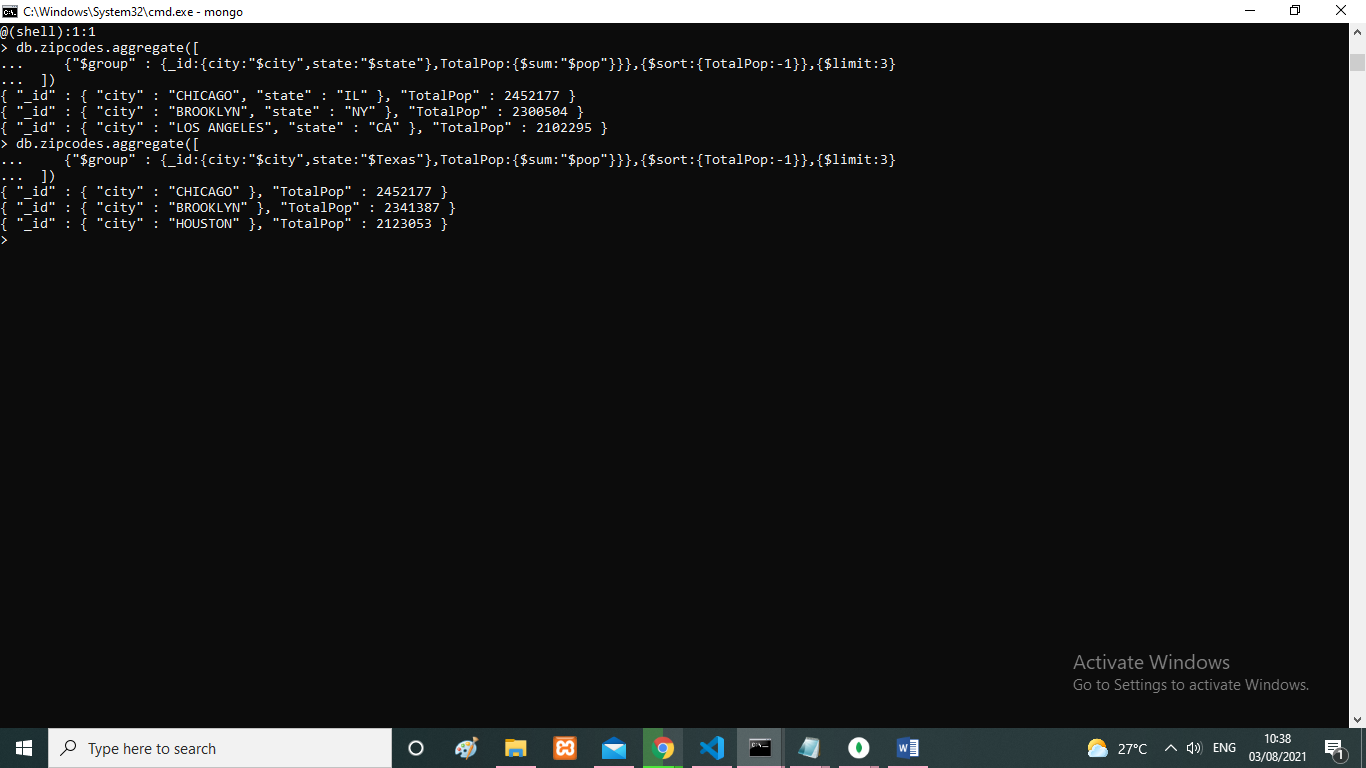 C:\Windows\System32\cmd.exe - mongo
@(shell):1:1
> db.zipcodes.aggregate([
...     {"$group" : {_id:{city:"$city",state:"$state"},TotalPop:{$sum:"$pop"}}},{$sort:{TotalPop:-1}},{$limit:3}
...  ])
{ "_id" : { "city" : "CHICAGO", "state" : "IL" }, "TotalPop" : 2452177 }
{ "_id" : { "city" : "BROOKLYN", "state" : "NY" }, "TotalPop" : 2300504 }
{ "_id" : { "city" : "LOS ANGELES", "state" : "CA" }, "TotalPop" : 2102295 }
> db.zipcodes.aggregate([
...     {"$group" : {_id:{city:"$city",state:"$Texas"},TotalPop:{$sum:"$pop"}}},{$sort:{TotalPop:-1}},{$limit:3}
...  ])
{ "_id" : { "city" : "CHICAGO" }, "TotalPop" : 2452177 }
{ "_id" : { "city" : "BROOKLYN" }, "TotalPop" : 2341387 }
{ "_id" : { "city" : "HOUSTON" }, "TotalPop" : 2123053 }
>
Activate Windows
Go to Settings to activate Windows.
Type here to search
27°C
ENG
10:38
03/08/2021
1